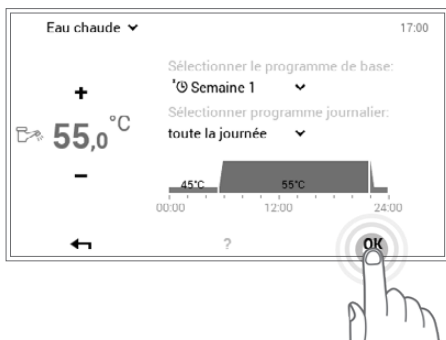 Eau chaude 17:00
Sélectionner le programme de base:
Semaine 1
+
Sélectionner programme journalier:
55,0 °C
toute la journée
–
45°C 55°C
00:00 12:00 24:00
? OK